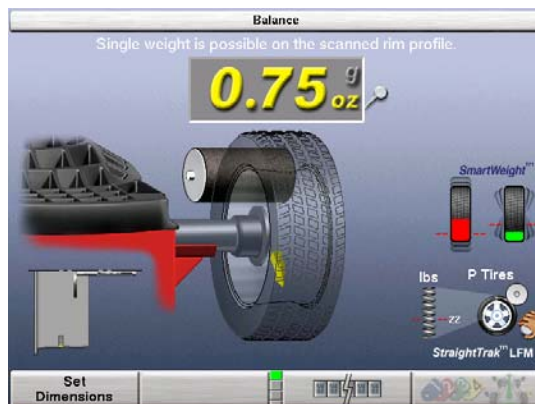 Balance
Single weight is possible on the scanned rim profile.
0.75 g
oz
SmartWeight™
lbs
P Tires
22
StraightTrak™ LFM
Set
Dimensions